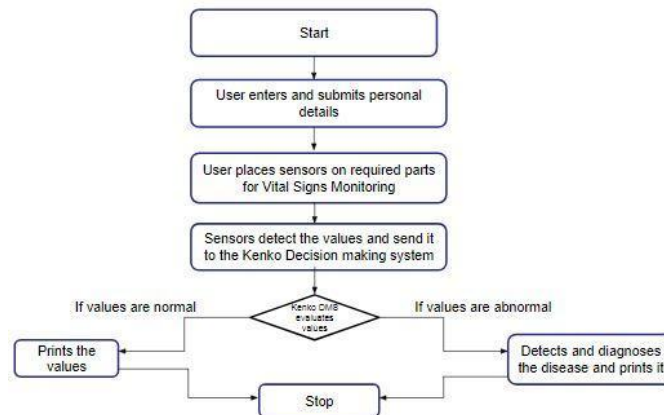 Start
User enters and submits personal
details
User places sensors on required parts
for Vital Signs Monitoring
Sensors detect the values and send it
to the Kenko Decision making system
If values are normal
Kenko DMS
evaluates
values
If values are abnormal
Prints the
values
Detects and diagnoses
the disease and prints it
Stop